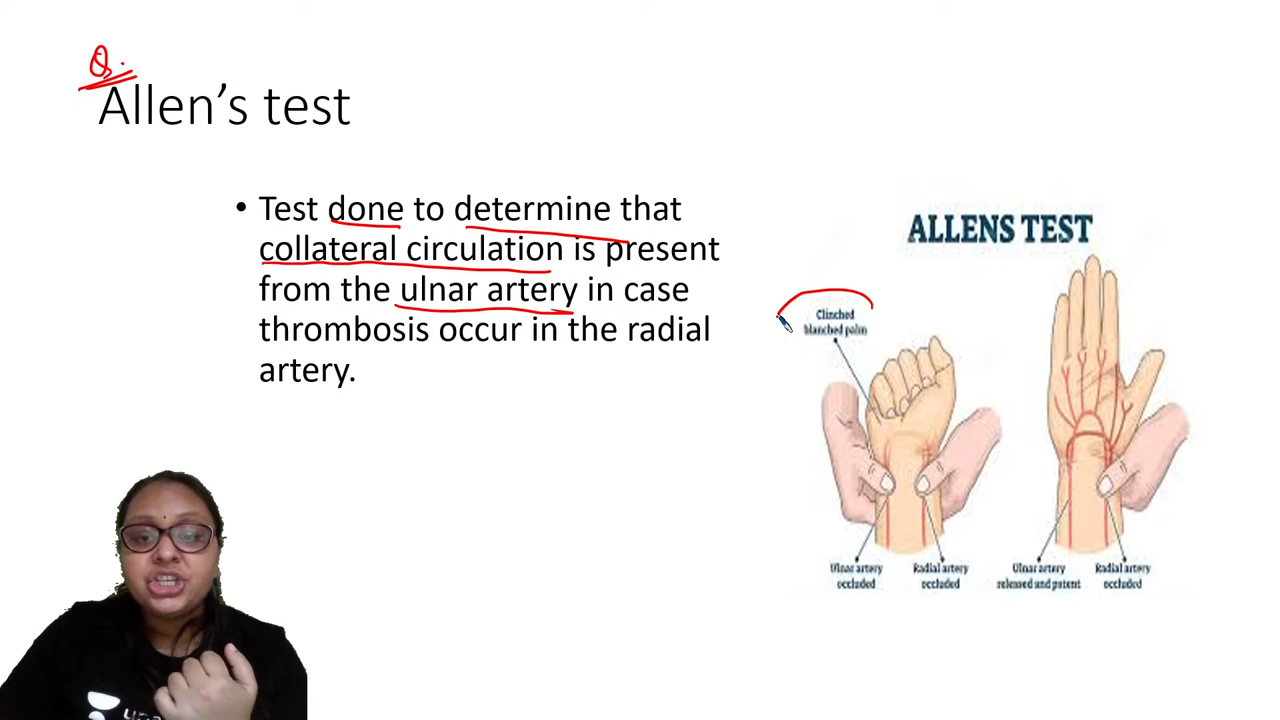 Q.
Allen’s test
• Test done to determine that
collateral circulation is present
from the ulnar artery in case
thrombosis occur in the radial
artery.
ALLENS TEST
Clinched
blanched palm
Ulnar artery
occluded
Radial artery
occluded
Ulnar artery
released and patent
Radial artery
occluded